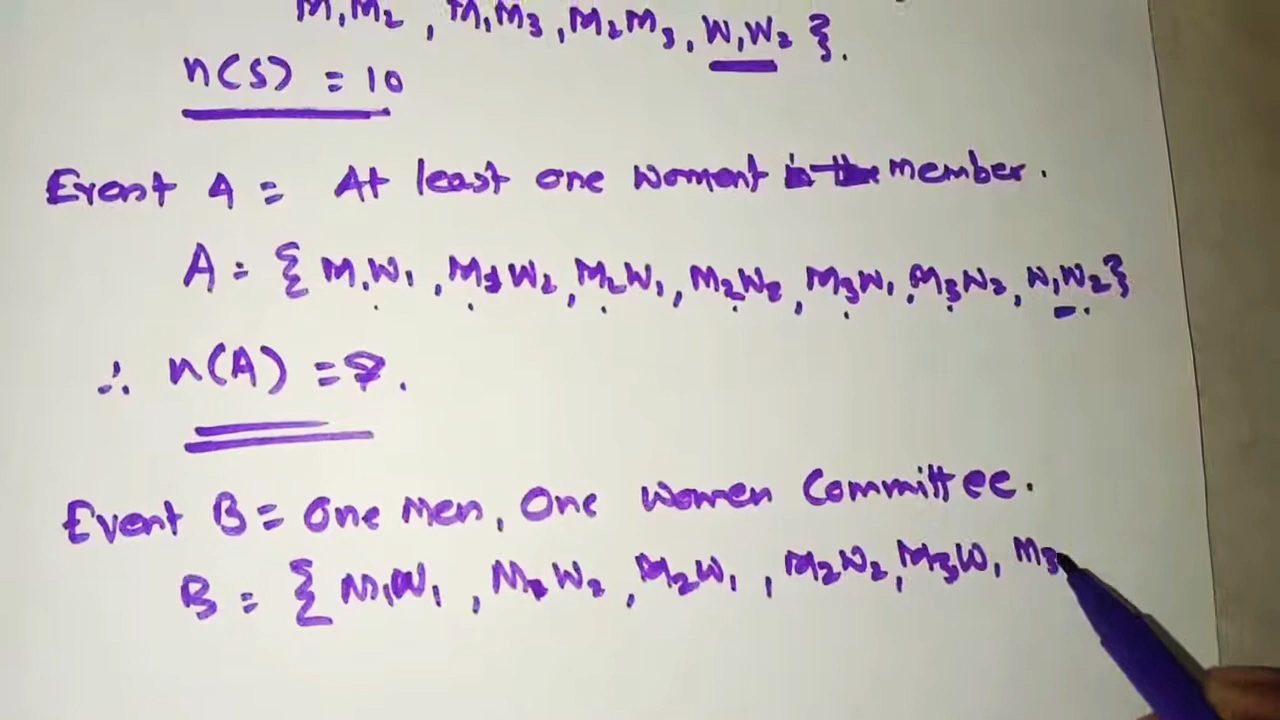 M₁M₂, M₁M₃, M₂M₃, W₁W₂}.
n(S) = 10
Event A = At least one woment member.
A = { M₁W₁, M₁W₂, M₂W₁, M₂W₂, M₃W₁, M₃W₂, W₁W₂}
∴ n(A) = 7.
Event B = One Men, One Women Committee.
B = { M₁W₁, M₁W₂, M₂W₁, M₂W₂, M₃W₁ M₃